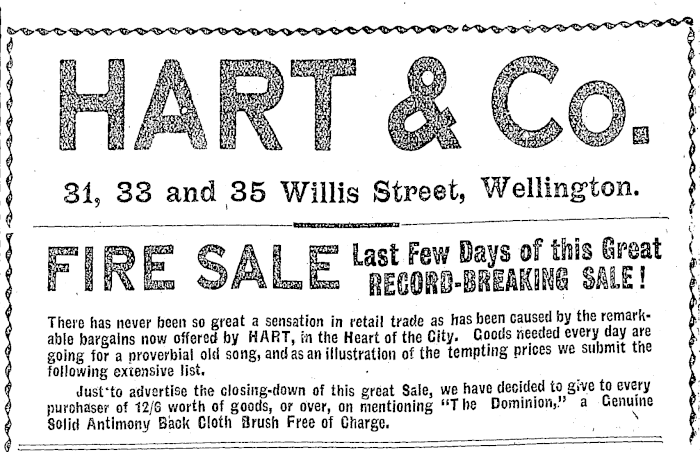 HART & Co.
31, 33 and 35 Willis Street, Wellington.
FIRE SALE
Last Few Days of this Great
RECORD-BREAKING SALE!
There has never been so great a sensation in retail trade as has been caused by the remark-
able bargains now offered by HART, in the Heart of the City. Goods needed every day are
going for a proverbial old song, and as an illustration of the tempting prices we submit the
following extensive list.
Just to advertise the closing-down of this great Sale, we have decided to give to every
purchaser of 12/6 worth of goods, or over, on mentioning "The Dominion," a Genuine
Solid Antimony Back Cloth Brush Free of Charge.